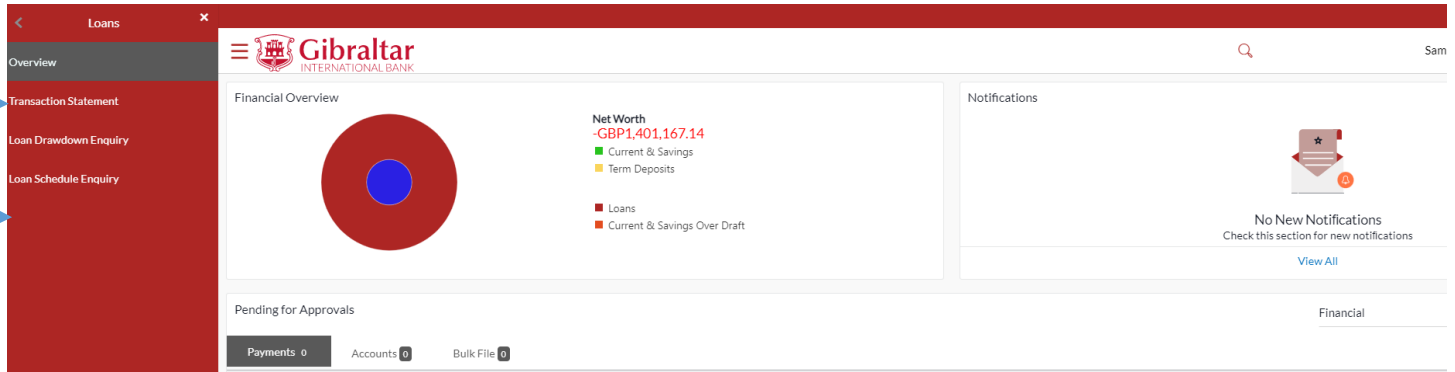 Loans
Overview
Transaction Statement
Loan Drawdown Enquiry
Loan Schedule Enquiry
Gibraltar
INTERNATIONAL BANK
Sam
Financial Overview
Net Worth
-GBP1,401,167.14
Current & Savings
Term Deposits
Loans
Current & Savings Over Draft
Notifications
No New Notifications
Check this section for new notifications
View All
Pending for Approvals
Financial
Payments 0 Accounts 0 Bulk File 0